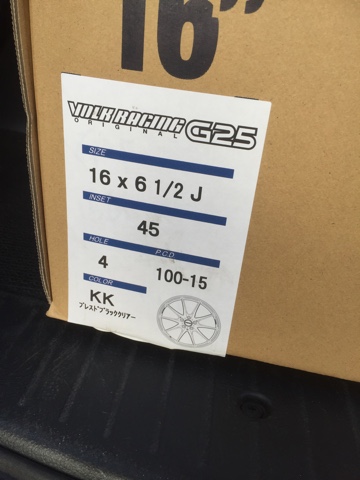 16”
VOLK RACING
ORIGINAL G25
SIZE
16 x 6 1/2 J
INSET
45
HOLE P.C.D
4 100-15
COLOR
KK
ブレストブラッククリアー